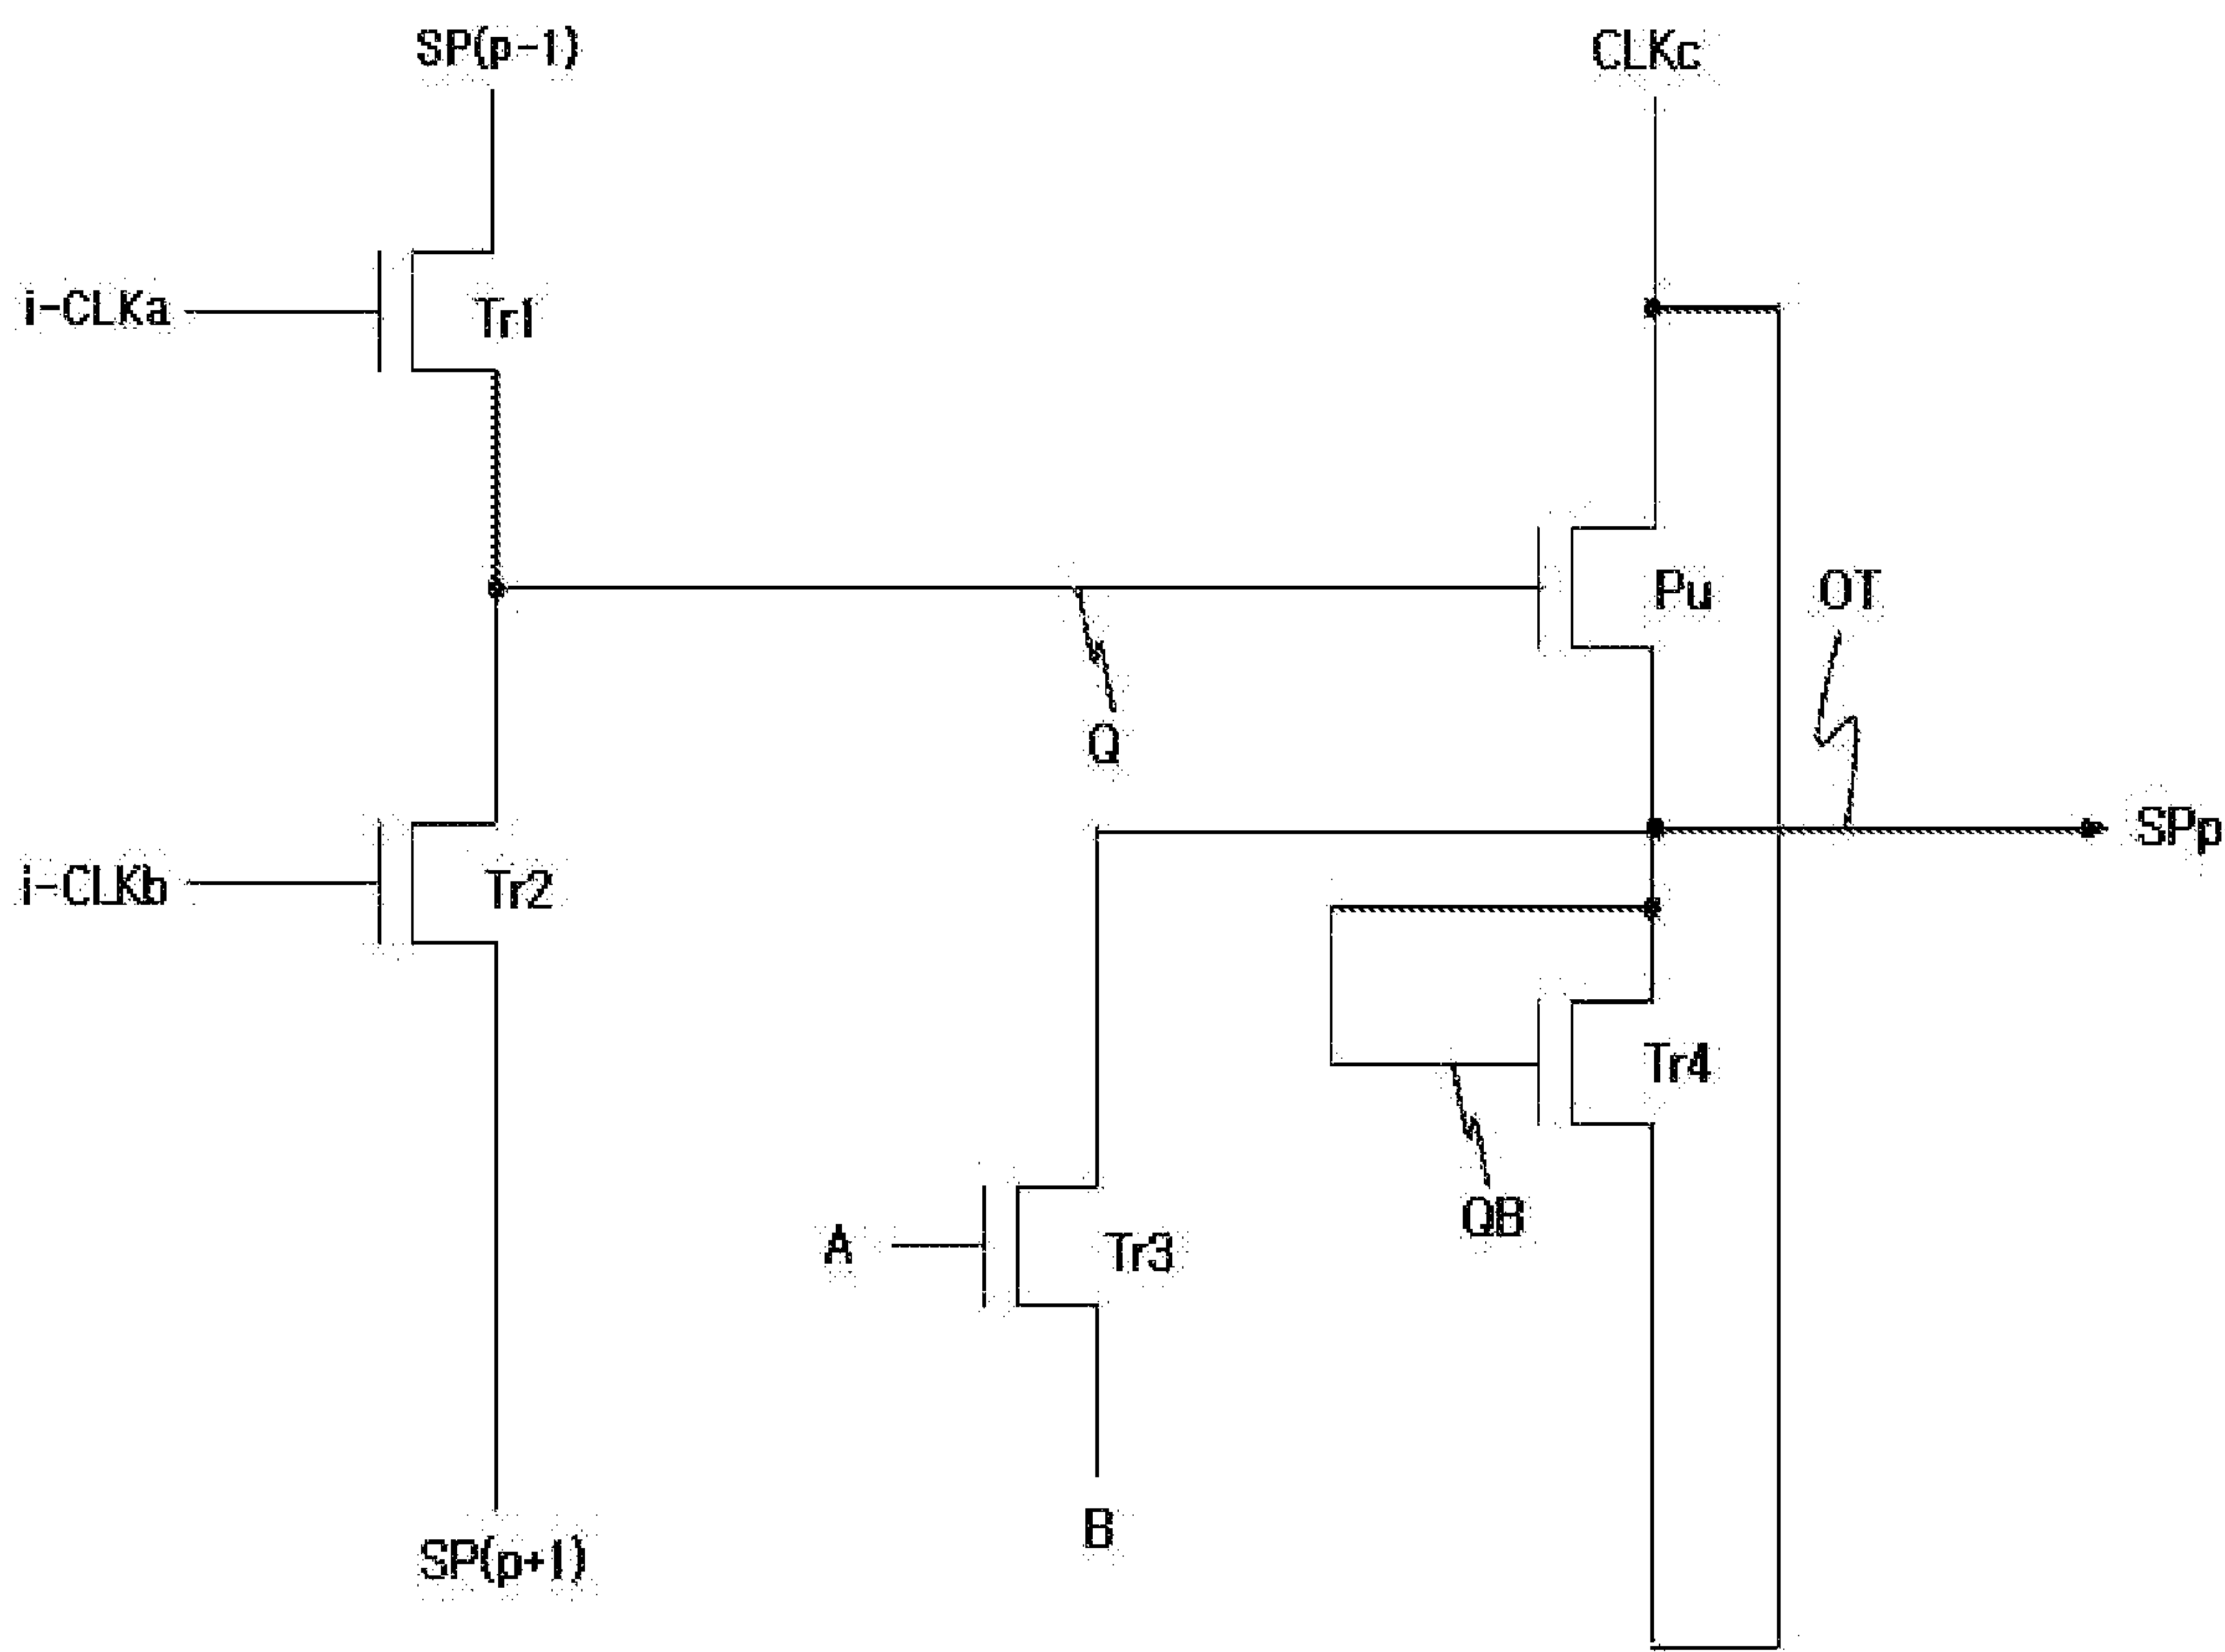 SP(p-1)
CLKc
i-CLKa
Tr1
Pu
OT
Q
SPp
i-CLKb
Tr2
Tr4
QB
A
Tr3
B
SP(p+1)